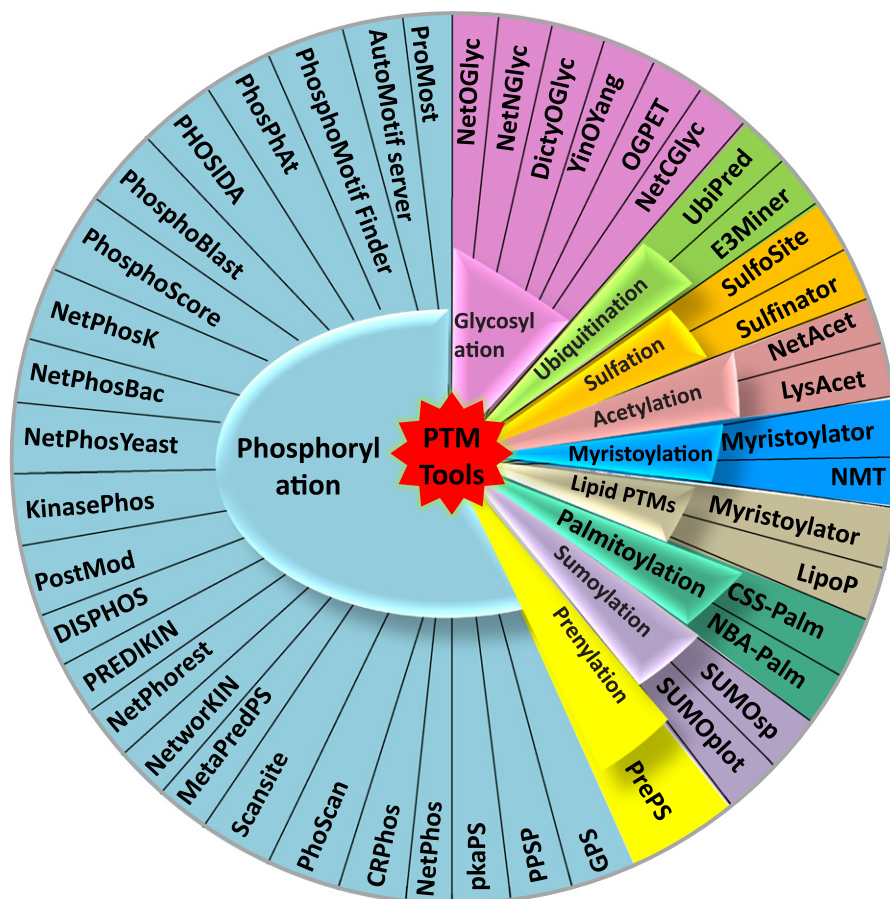 PTM
Tools
Glycosyl
ation
NetOGlyc
NetNGlyc
DictyOGlyc
YinOYang
OGPET
NetCGlyc
Ubiquitination
UbiPred
E3Miner
Sulfation
SulfoSite
Sulfinator
Acetylation
NetAcet
LysAcet
Myristoylation
Myristoylator
NMT
Lipid PTMs
Myristoylator
LipoP
Palmitoylation
CSS-Palm
NBA-Palm
Sumoylation
SUMOsp
SUMOplot
Prenylation
PrePS
Phosphoryl
ation
GPS
PPSP
pkaPS
NetPhos
CRPhos
PhoScan
Scansite
MetaPredPS
NetworKIN
NetPhorest
PREDIKIN
DISPHOS
PostMod
KinasePhos
NetPhosYeast
NetPhosBac
NetPhosK
PhosphoScore
PhosphoBlast
PHOSIDA
PhosPhAt
PhosphoMotif Finder
AutoMotif server
ProMost